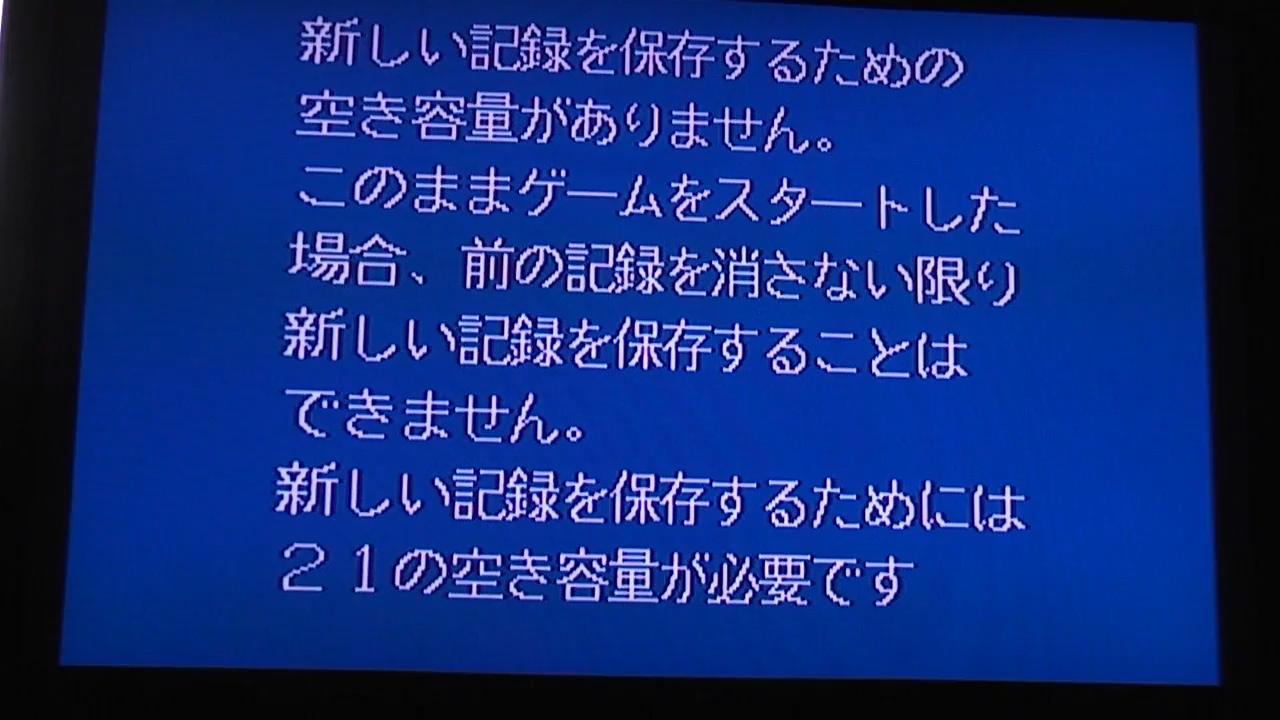 新しい記録を保存するための
空き容量がありません。
このままゲームをスタートした
場合、前の記録を消さない限り
新しい記録を保存することは
できません。
新しい記録を保存するためには
２１の空き容量が必要です